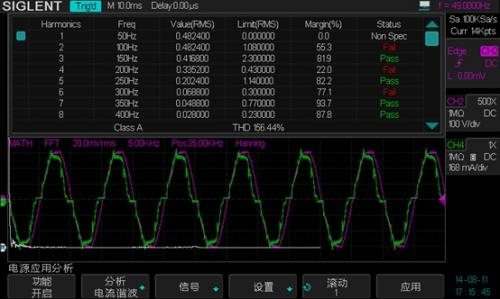 SIGLENT Trig'd M 10.0ms Delay:0.00µs f = 49.0000Hz
Harmonics Freq Value(RMS) Limit(RMS) Margin(%) Status
1 50Hz 0.482400 0.000000 0.0 Non Spec
2 100Hz 0.482400 1.080000 55.3 Fail
3 150Hz 0.416800 2.300000 81.9 Pass
4 200Hz 0.335200 0.430000 22.0 Fail
5 250Hz 0.202400 1.140000 82.2 Pass
6 300Hz 0.068800 0.300000 77.1 Fail
7 350Hz 0.048000 0.770000 93.7 Pass
8 400Hz 0.028000 0.230000 87.8 Pass
Class A THD 156.44%
Sa 100KSa/s
Curr 14Kpts
Edge CH2
DC
L 0.00mV
CH2 500X
1MΩ DC
100 V/div
CH4 1X
1MΩ B DC
168 mA/div
MATH FFT 20.0mVrms 5.00KHz Pos:35.00KHz Hanning
电源应用分析
功能 开启
分析 电流谐波
信号
设置
滚动 1
应用
14-08-11
17:15:45